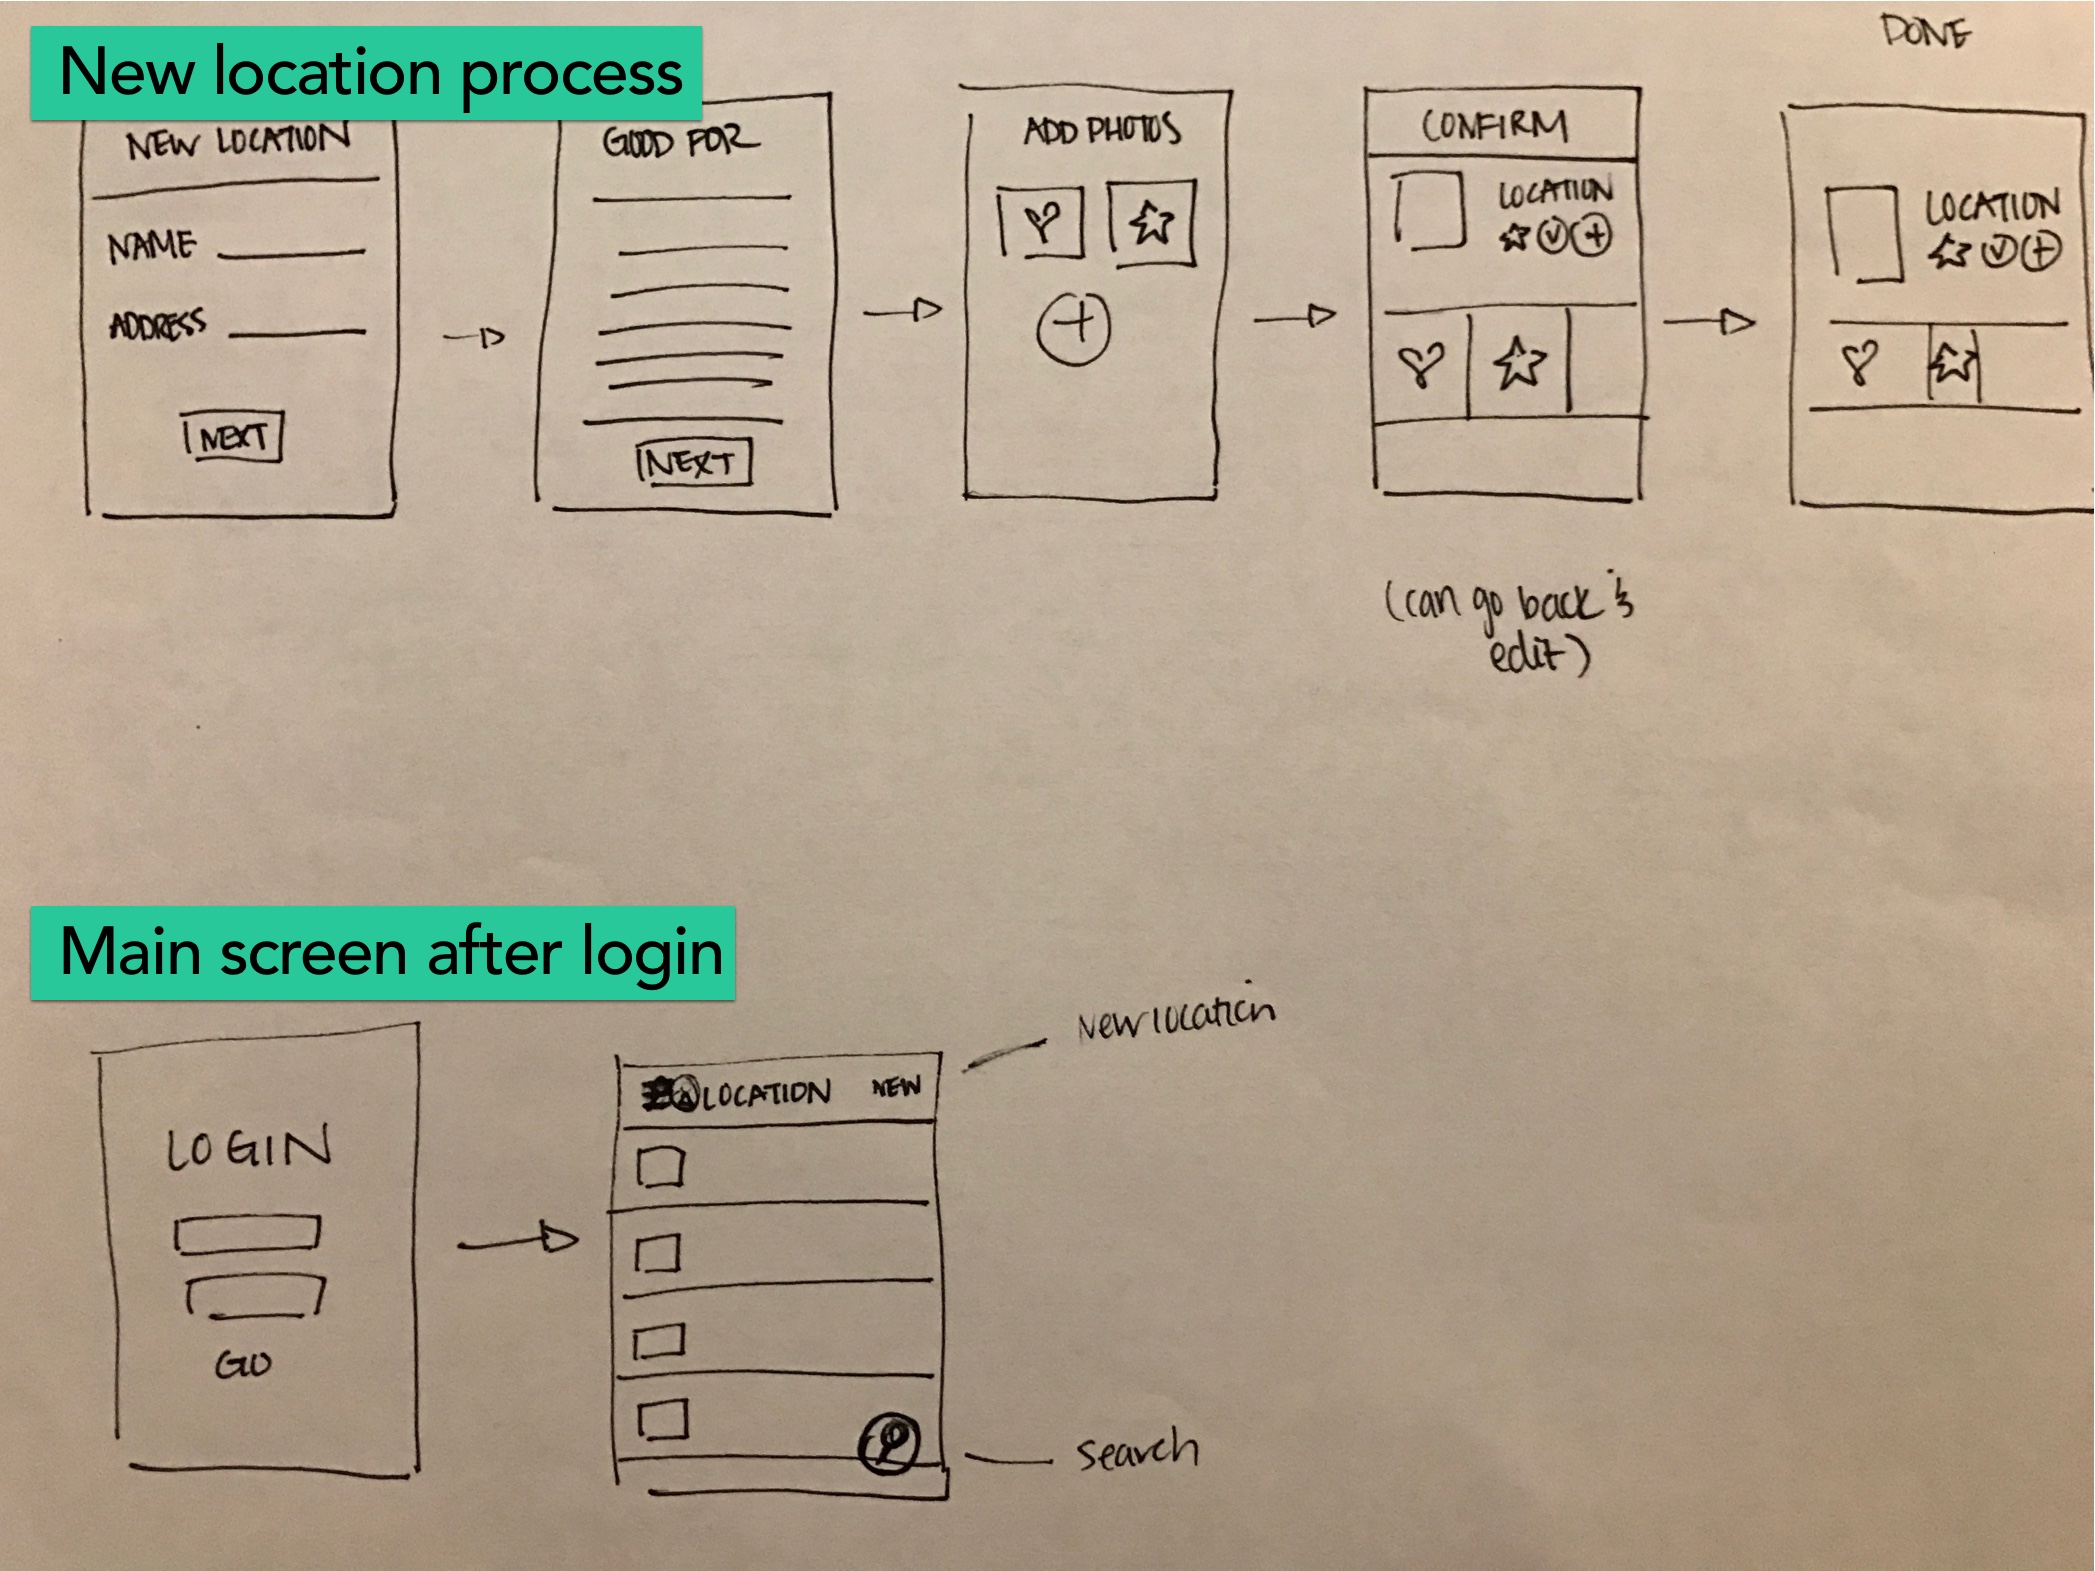 New location process
DONE
NEW LOCATION
NAME
ADDRESS
NEXT
GOOD FOR
NEXT
ADD PHOTOS
CONFIRM
LOCATION
LOCATION
(can go back &
edit)
Main screen after login
LOGIN
GO
LOCATION NEW
New location
search